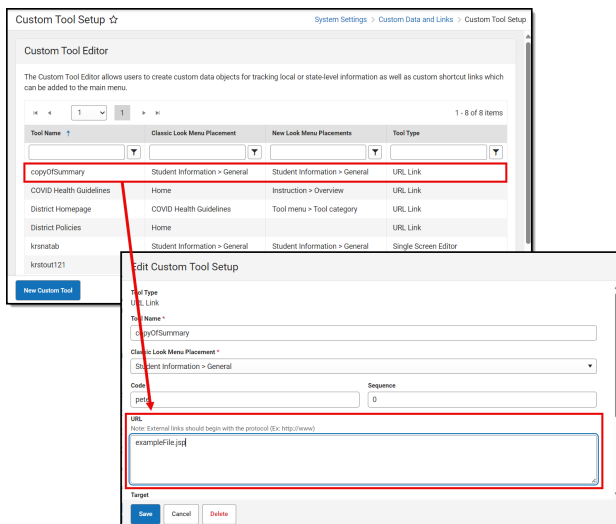 Custom Tool Setup ☆
System Settings > Custom Data and Links > Custom Tool Setup
Custom Tool Editor
The Custom Tool Editor allows users to create custom data objects for tracking local or state-level information as well as custom shortcut links which
can be added to the main menu.
1 1 1 - 8 of 8 items
Tool Name ↑ Classic Look Menu Placement New Look Menu Placements Tool Type
copyOfSummary Student Information > General Student Information > General URL Link
COVID Health Guidelines Home Instruction > Overview URL Link
District Homepage COVID Health Guidelines Tool menu > Tool category URL Link
District Policies Home URL Link
krsnatab Student Information > General Student Information > General Single Screen Editor
krstout121
New Custom Tool
Edit Custom Tool Setup
Tool Type
URL Link
Tool Name *
copyOfSummary
Classic Look Menu Placement *
Student Information > General
Code Sequence
0
URL
Note: External links should begin with the protocol (Ex: http://www)
exampleFile.jsp
Target
Save Cancel Delete